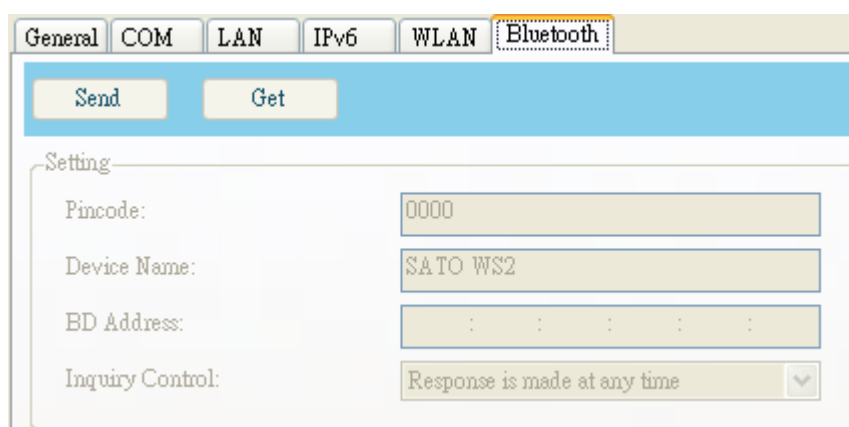 General COM LAN IPv6 WLAN Bluetooth
Send Get
Setting
Pincode: 0000
Device Name: SATO WS2
BD Address: : : : : :
Inquiry Control: Response is made at any time